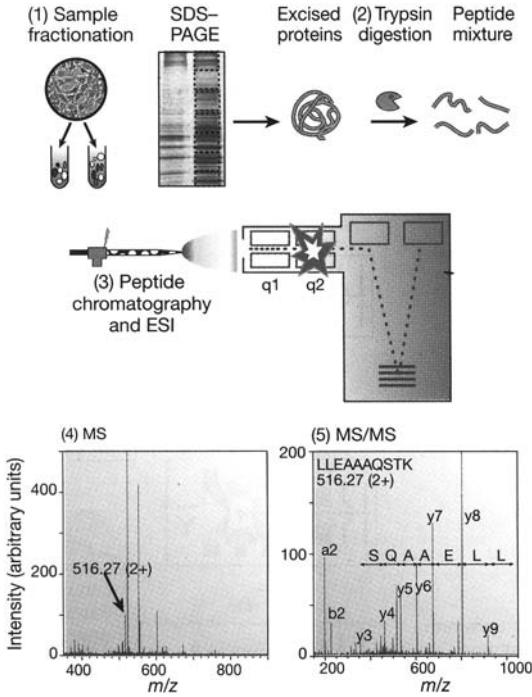 (1) Sample
fractionation
SDS–
PAGE
Excised
proteins
(2) Trypsin
digestion
Peptide
mixture
(3) Peptide
chromatography
and ESI
q1
q2
(4) MS
Intensity (arbitrary units)
400
200
0
516.27 (2+)
400
600
800
m/z
(5) MS/MS
200
100
0
LLEAAAQSTK
516.27 (2+)
a2
b2
y3
y4
y5
y6
y7
y8
y9
S Q A A E L L
200
400
600
800
1000
m/z